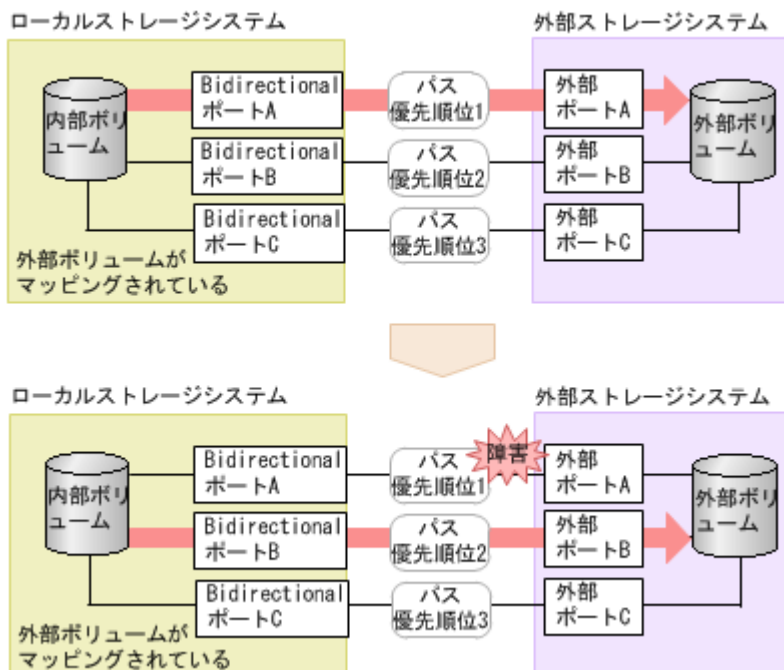 ローカルストレージシステム
外部ストレージシステム
内部ボリ
ューム
Bidirectional
ポートA
パス
優先順位1
外部
ポートA
外部ボリ
ューム
Bidirectional
ポートB
パス
優先順位2
外部
ポートB
Bidirectional
ポートC
パス
優先順位3
外部
ポートC
外部ボリュームが
マッピングされている
ローカルストレージシステム
外部ストレージシステム
内部ボリ
ューム
Bidirectional
ポートA
パス
優先順位1
障害
外部
ポートA
外部ボリ
ューム
Bidirectional
ポートB
パス
優先順位2
外部
ポートB
Bidirectional
ポートC
パス
優先順位3
外部
ポートC
外部ボリュームが
マッピングされている